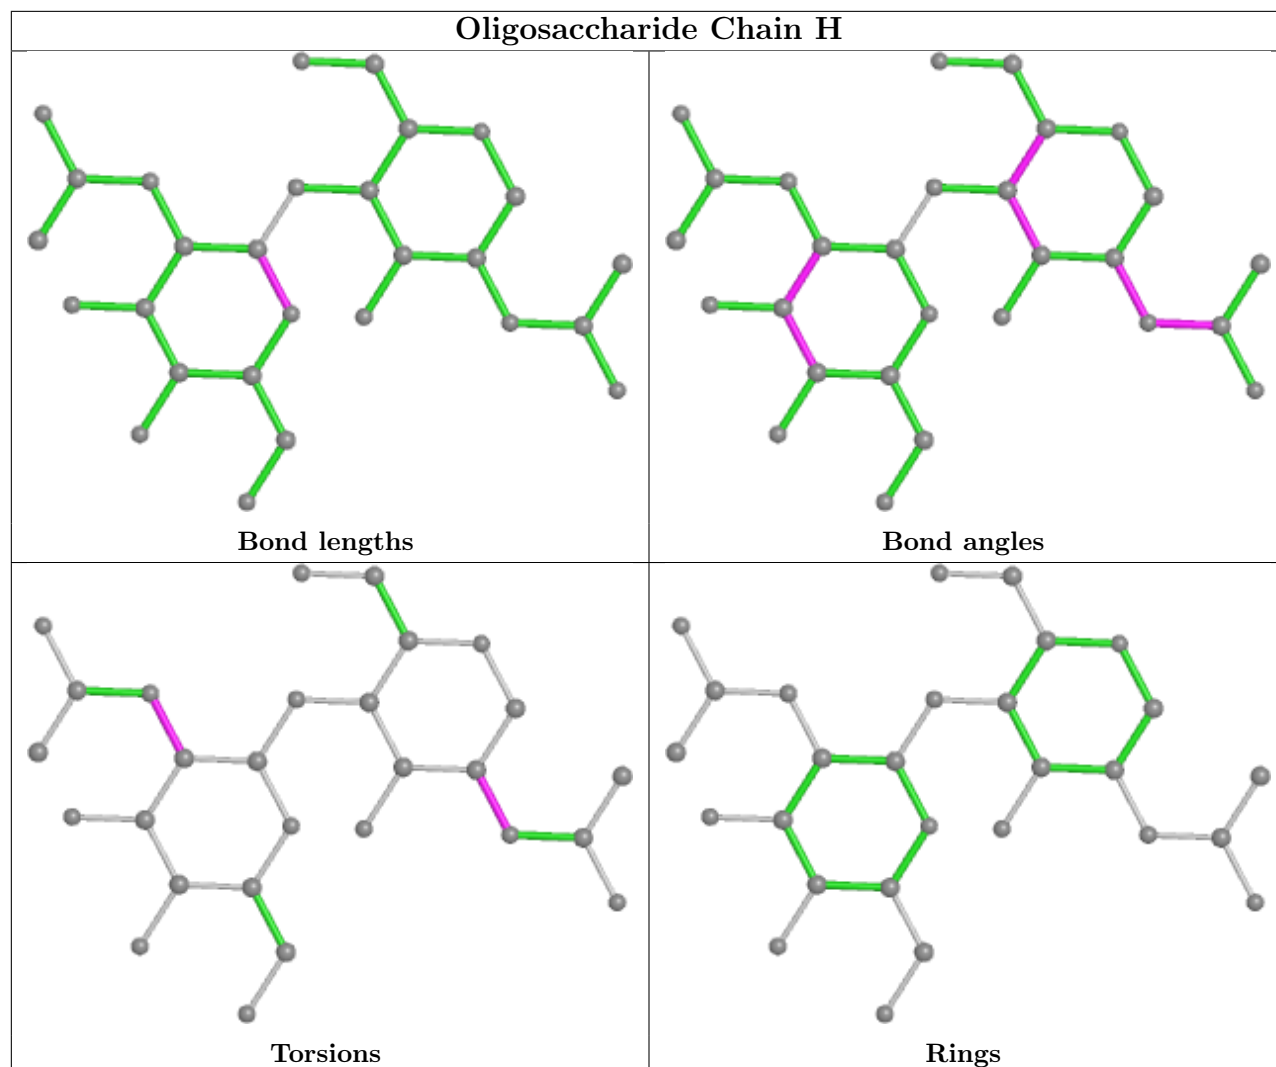 Oligosaccharide Chain H
Bond lengths
Bond angles
Torsions
Rings